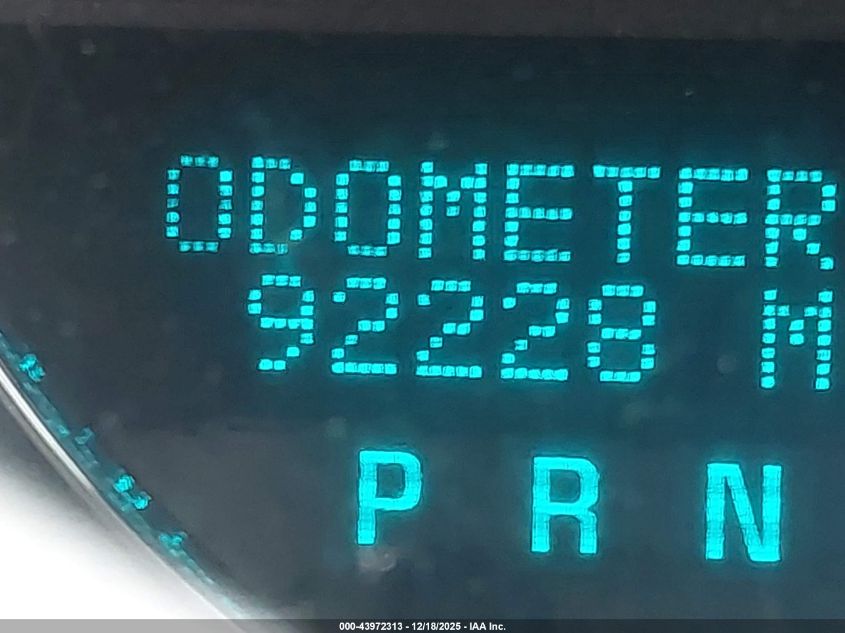 ODOMETER
92228 M
P R N
000-43972313 - 12/18/2025 - IAA Inc.